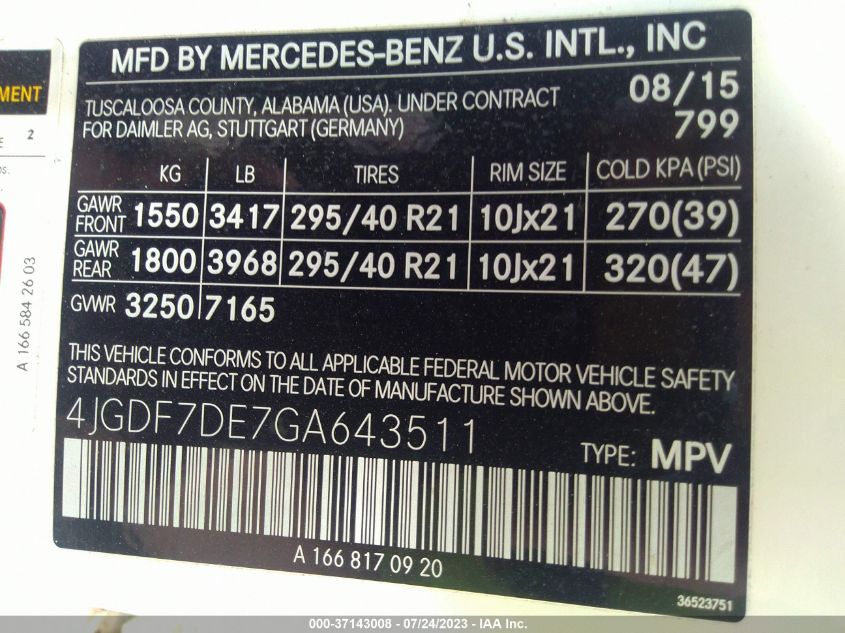 MFD BY MERCEDES-BENZ U.S. INTL., INC
TUSCALOOSA COUNTY, ALABAMA (USA). UNDER CONTRACT
FOR DAIMLER AG, STUTTGART (GERMANY)
08/15
799
KG LB TIRES RIM SIZE COLD KPA (PSI)
GAWR FRONT 1550 3417 295/40 R21 10Jx21 270(39)
GAWR REAR 1800 3968 295/40 R21 10Jx21 320(47)
GVWR 3250 7165
THIS VEHICLE CONFORMS TO ALL APPLICABLE FEDERAL MOTOR VEHICLE SAFETY
STANDARDS IN EFFECT ON THE DATE OF MANUFACTURE SHOWN ABOVE.
4JGDF7DE7GA643511
TYPE: MPV
A 166 817 09 20
36523751
MENT
2
A 166 584 26 03
000-37143008 - 07/24/2023 - IAA Inc.